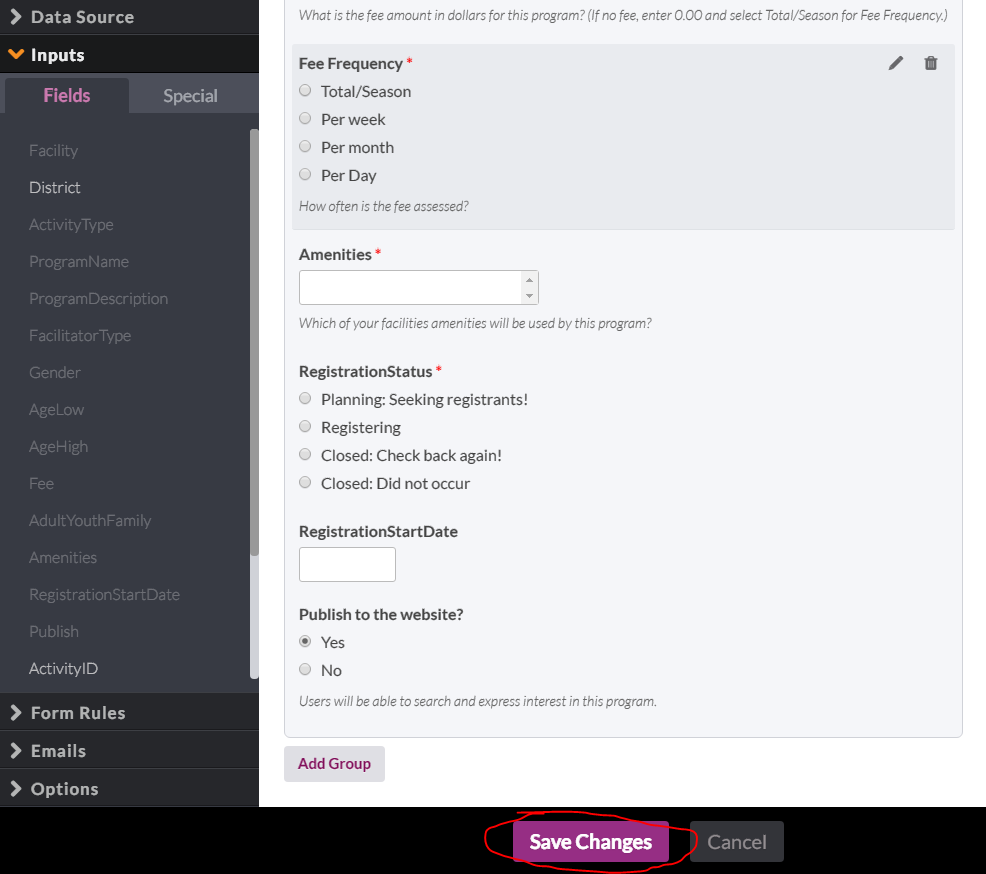 Data Source
Inputs
Fields
Special
Facility
District
ActivityType
ProgramName
ProgramDescription
FacilitatorType
Gender
AgeLow
AgeHigh
Fee
AdultYouthFamily
Amenities
RegistrationStartDate
Publish
ActivityID
Form Rules
Emails
Options
What is the fee amount in dollars for this program? (If no fee, enter 0.00 and select Total/Season for Fee Frequency.)
Fee Frequency *
Total/Season
Per week
Per month
Per Day
How often is the fee assessed?
Amenities *
Which of your facilities amenities will be used by this program?
RegistrationStatus *
Planning: Seeking registrants!
Registering
Closed: Check back again!
Closed: Did not occur
RegistrationStartDate
Publish to the website?
Yes
No
Users will be able to search and express interest in this program.
Add Group
Save Changes
Cancel